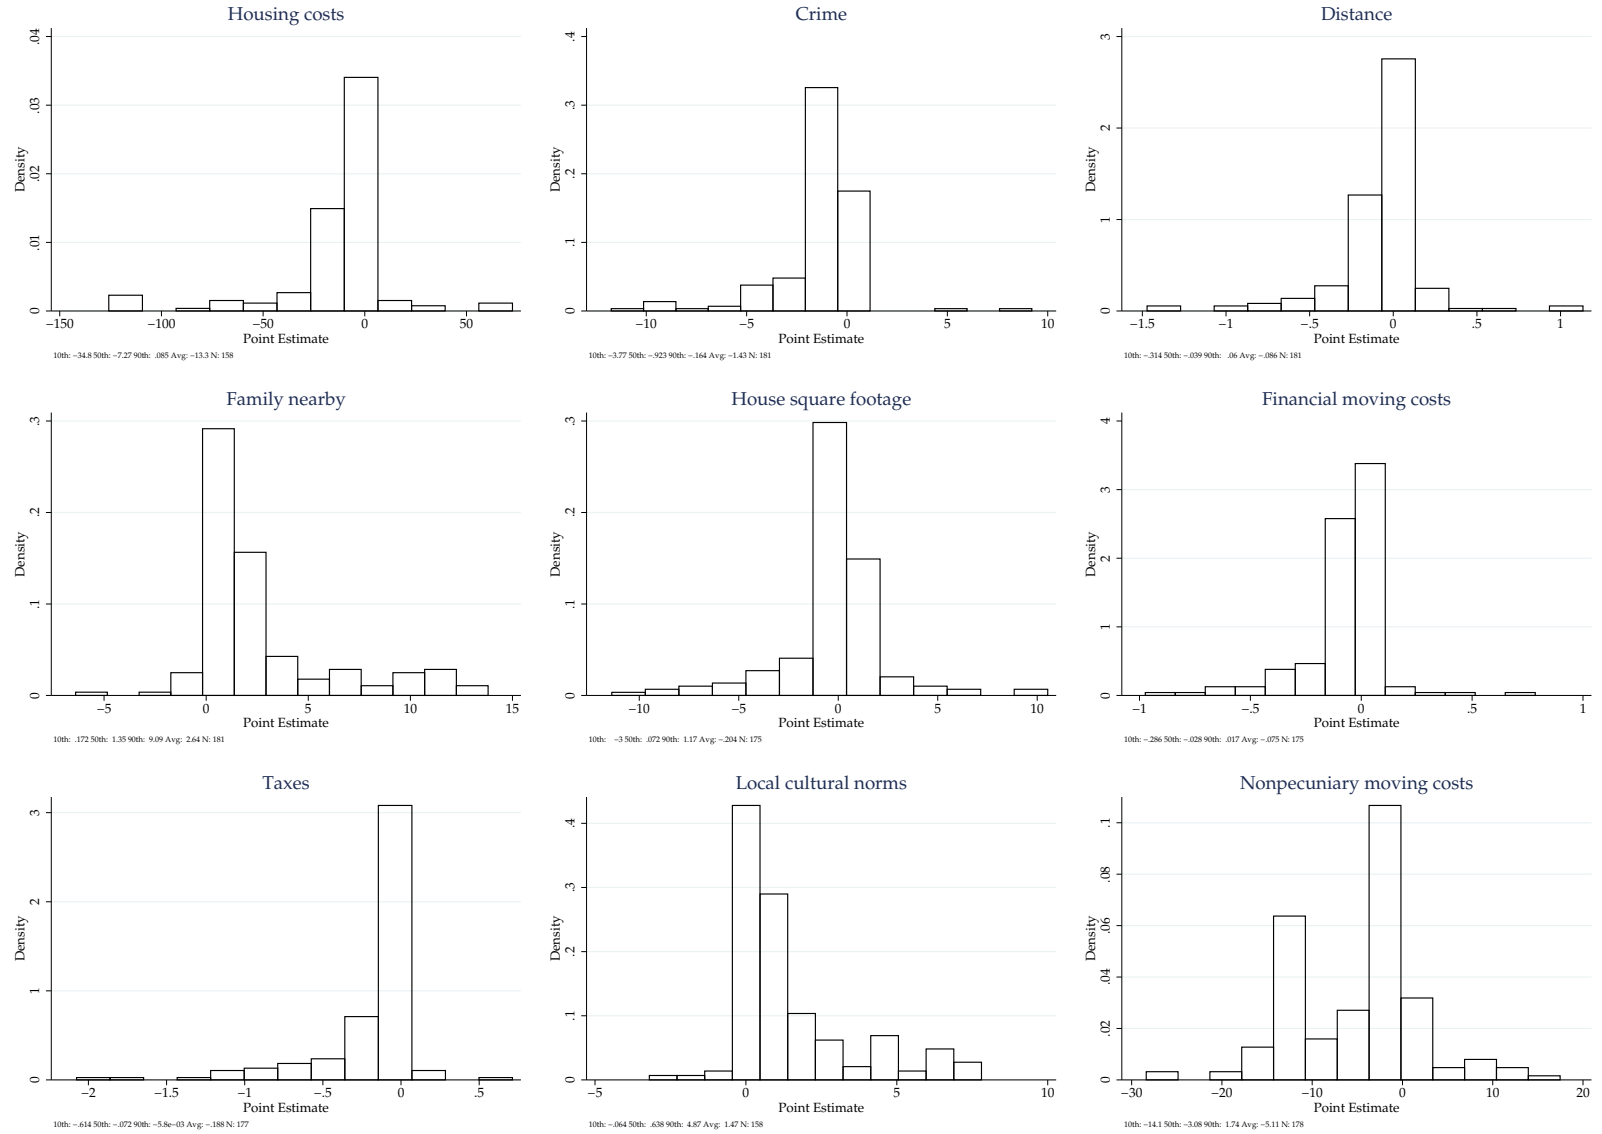 Housing costs
Density
0 .01 .02 .03 .04
−150 −100 −50 0 50
Point Estimate
10th: −34.8 50th: −7.27 90th: .085 Avg: −13.3 N: 158
Crime
Density
0 .1 .2 .3 .4
−10 −5 0 5 10
Point Estimate
10th: −3.77 50th: −.923 90th: −.164 Avg: −1.43 N: 181
Distance
Density
0 1 2 3
−1.5 −1 −.5 0 .5 1
Point Estimate
10th: −.314 50th: −.039 90th: .06 Avg: −.086 N: 181
Family nearby
Density
0 .1 .2 .3
−5 0 5 10 15
Point Estimate
10th: .172 50th: 1.35 90th: 9.09 Avg: 2.64 N: 181
House square footage
Density
0 .1 .2 .3
−10 −5 0 5 10
Point Estimate
10th: −3 50th: .072 90th: 1.17 Avg: −.204 N: 175
Financial moving costs
Density
0 1 2 3 4
−1 −.5 0 .5 1
Point Estimate
10th: −.286 50th: −.028 90th: .017 Avg: −.075 N: 175
Taxes
Density
0 1 2 3
−2 −1.5 −1 −.5 0 .5
Point Estimate
10th: −.614 50th: −.072 90th: −5.8e−03 Avg: −.188 N: 177
Local cultural norms
Density
0 .1 .2 .3 .4
−5 0 5 10
Point Estimate
10th: −.064 50th: .638 90th: 4.87 Avg: 1.47 N: 158
Nonpecuniary moving costs
Density
0 .02 .04 .06 .08 .1
−30 −20 −10 0 10 20
Point Estimate
10th: −14.1 50th: −3.08 90th: 1.74 Avg: −5.11 N: 178